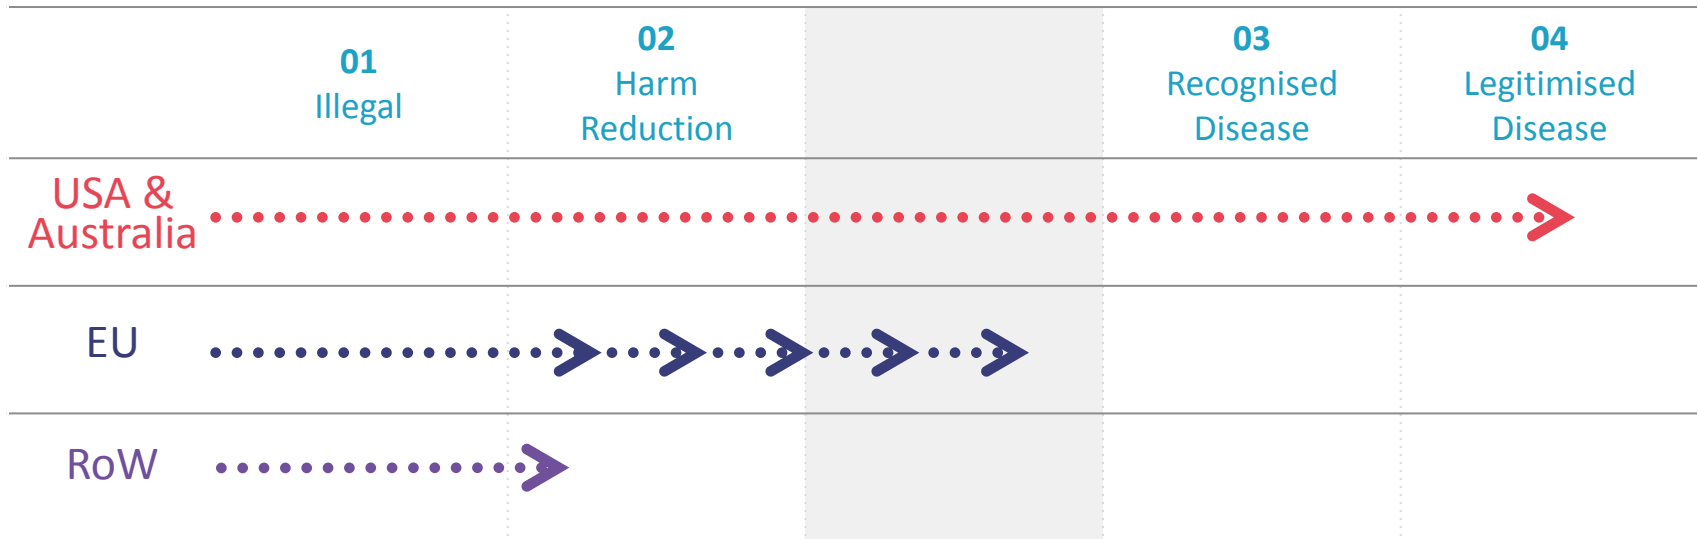 01
Illegal
02
Harm
Reduction
03
Recognised
Disease
04
Legitimised
Disease
USA &
Australia
EU
RoW